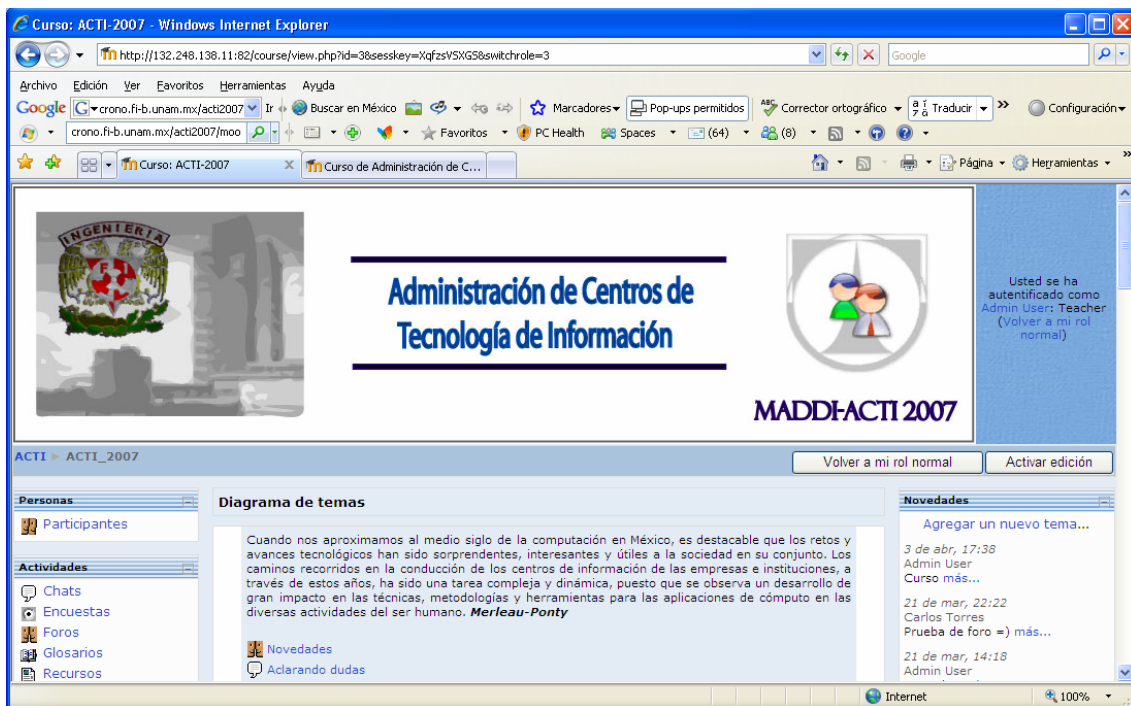 Curso: ACTI-2007 - Windows Internet Explorer
http://132.248.138.11:82/course/view.php?id=3&sesskey=XqfzsVSXGS&switchrole=3
Google
Archivo Edición Ver Favoritos Herramientas Ayuda
Google crono.fi-b.unam.mx/acti2007 Ir Buscar en México Marcadores Pop-ups permitidos Corrector ortográfico Traducir » Configuración
crono.fi-b.unam.mx/acti2007/moo Favoritos PC Health Spaces (64) (8)
Curso: ACTI-2007 Curso de Administración de C... Página Herramientas »
INGENIERIA
FI
Administración de Centros de
Tecnología de Información
MADDI-ACTI 2007
Usted se ha
autentificado como
Admin User: Teacher
(Volver a mi rol
normal)
ACTI ► ACTI_2007 Volver a mi rol normal Activar edición
Personas
Participantes
Actividades
Chats
Encuestas
Foros
Glosarios
Recursos
Diagrama de temas
Cuando nos aproximamos al medio siglo de la computación en México, es destacable que los retos y
avances tecnológicos han sido sorprendentes, interesantes y útiles a la sociedad en su conjunto. Los
caminos recorridos en la conducción de los centros de información de las empresas e instituciones, a
través de estos años, ha sido una tarea compleja y dinámica, puesto que se observa un desarrollo de
gran impacto en las técnicas, metodologías y herramientas para las aplicaciones de cómputo en las
diversas actividades del ser humano. Merleau-Ponty
Novedades
Aclarando dudas
Novedades
Agregar un nuevo tema...
3 de abr, 17:38
Admin User
Curso más...
21 de mar, 22:22
Carlos Torres
Prueba de foro =) más...
21 de mar, 14:18
Admin User
Internet 100%